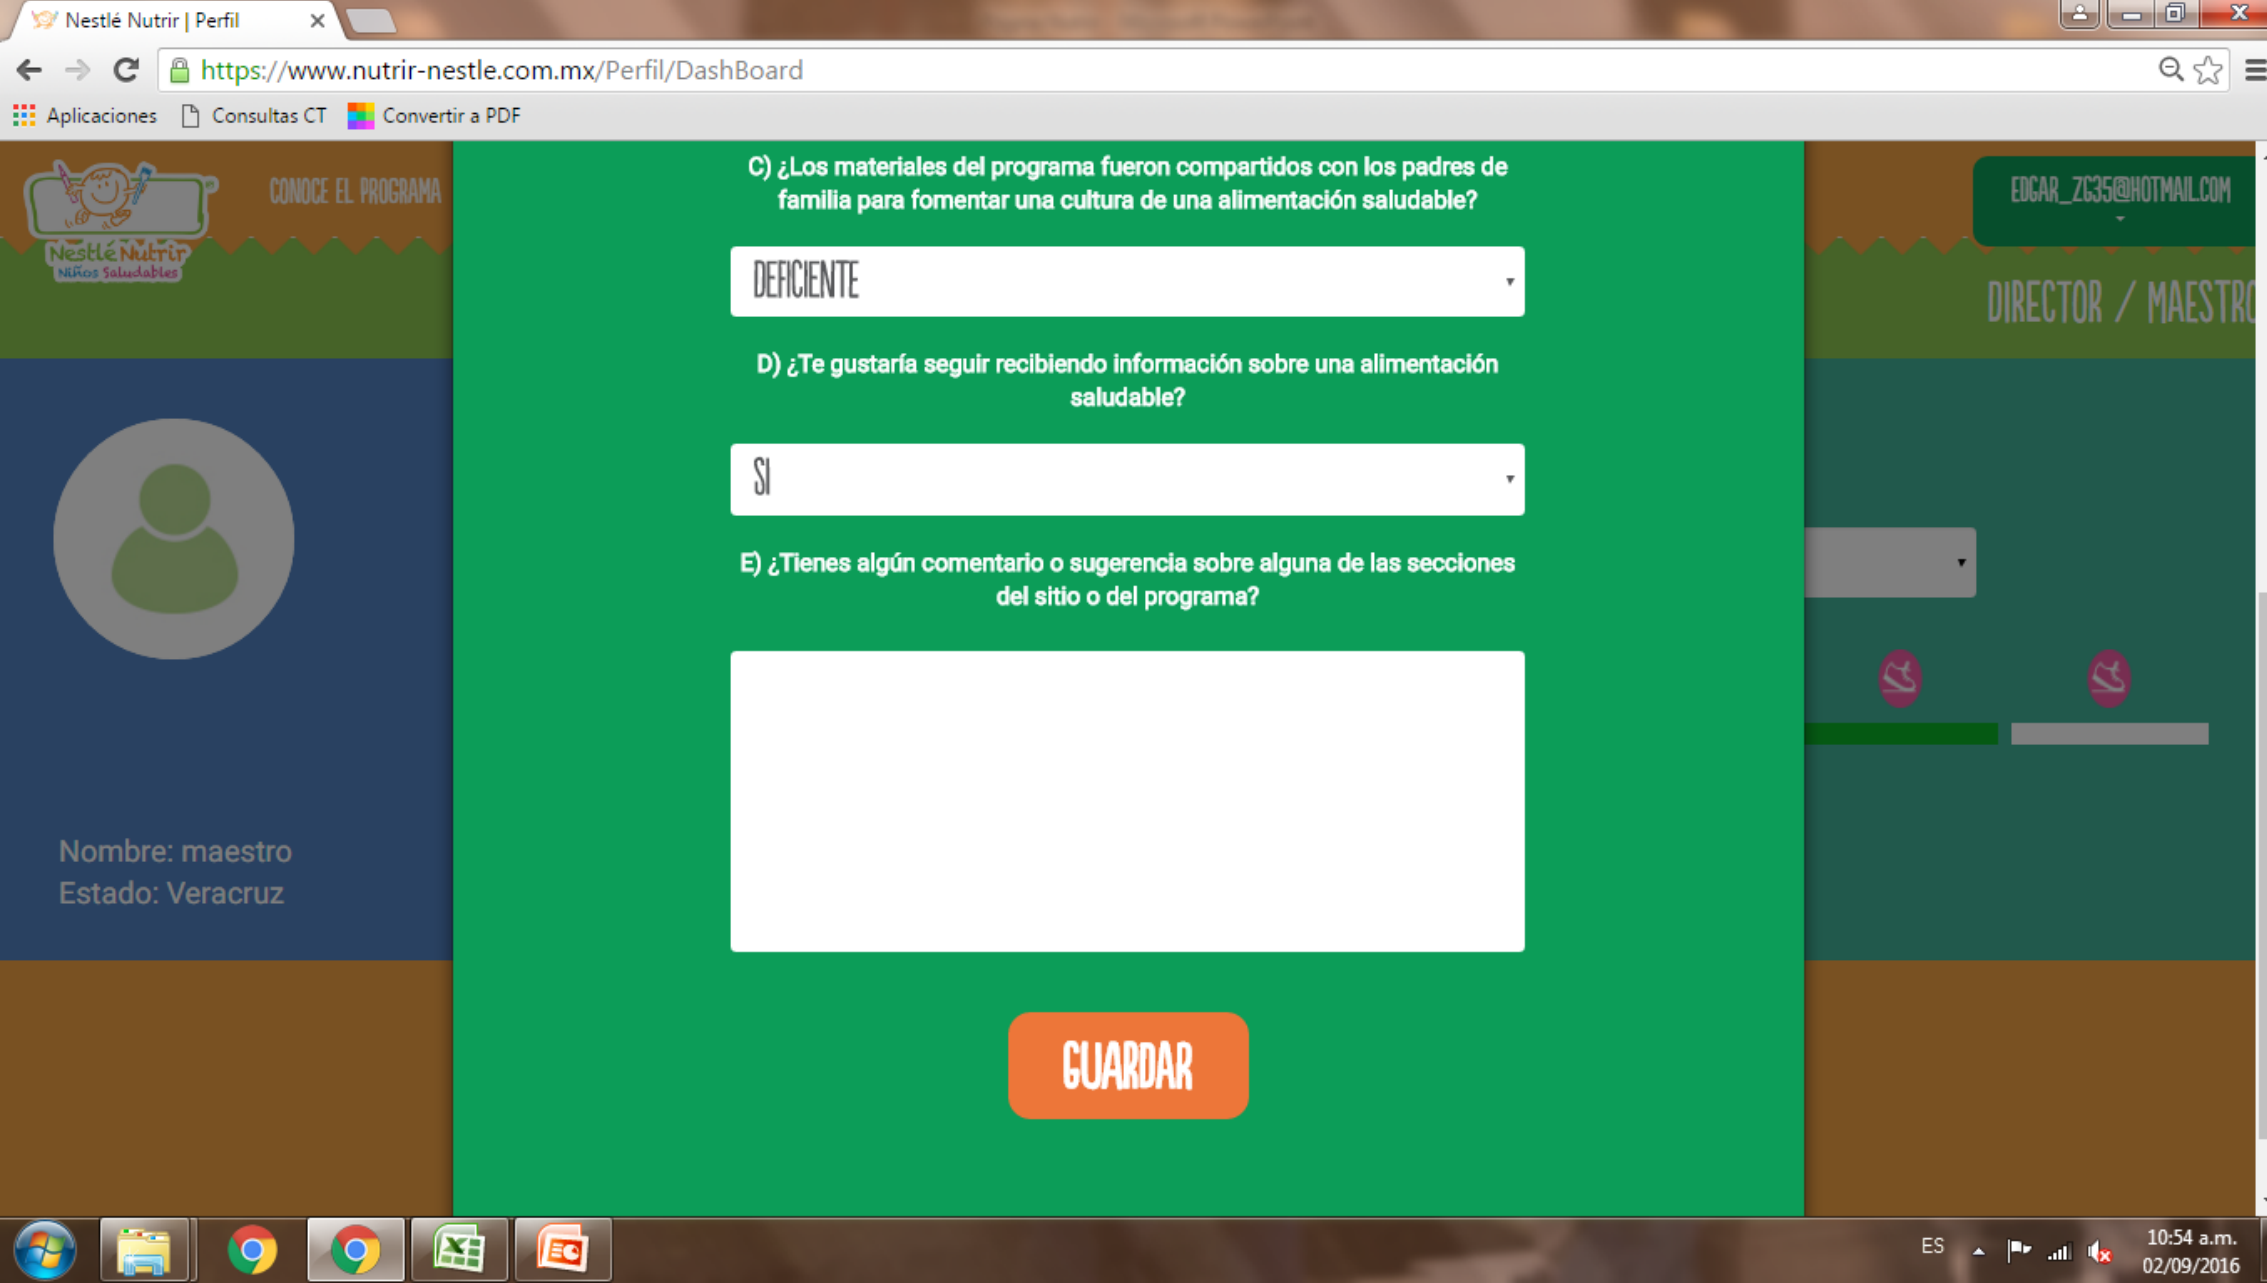 Nestlé Nutrir | Perfil
https://www.nutrir-nestle.com.mx/Perfil/DashBoard
Aplicaciones Consultas CT Convertir a PDF
Nestlé Nutrir
Niños Saludables
CONOCE EL PROGRAMA
EDGAR_ZG35@HOTMAIL.COM
DIRECTOR / MAESTRO
C) ¿Los materiales del programa fueron compartidos con los padres de
familia para fomentar una cultura de una alimentación saludable?
DEFICIENTE
D) ¿Te gustaría seguir recibiendo información sobre una alimentación
saludable?
SI
E) ¿Tienes algún comentario o sugerencia sobre alguna de las secciones
del sitio o del programa?
Nombre: maestro
Estado: Veracruz
GUARDAR
ES
10:54 a.m.
02/09/2016